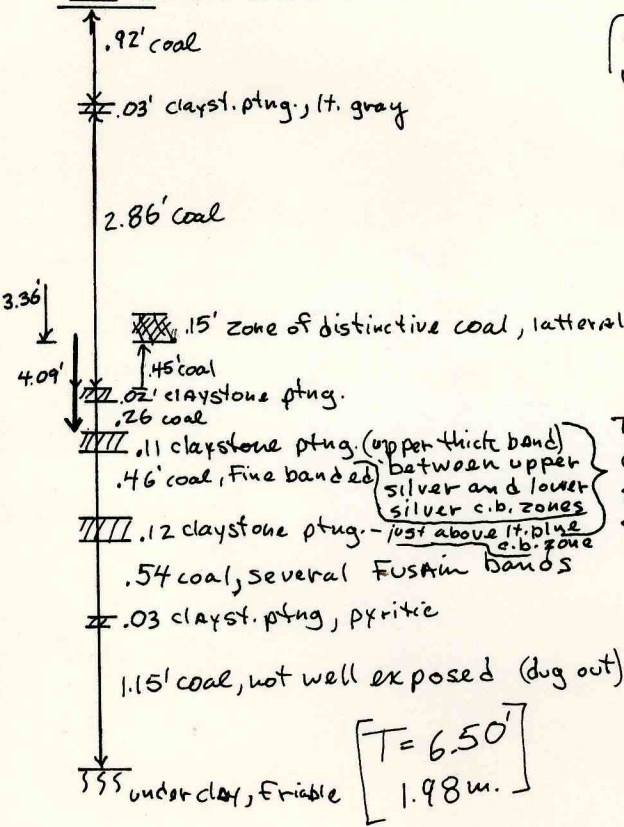 .92' coal
.03' clayst. ptng., lt. gray
2.86' coal
3.36'
.15' zone of distinctive coal, latteral
.45' coal
4.09'
.02' claystone ptng.
.26 coal
.11 claystone ptng. (upper thick band)
.46' coal, Fine banded
between upper
silver and lower
silver c.b. zones
.12 claystone ptng. - just above lt. blue
c.b. zone
.54 coal, several Fusain bands
.03 clayst. ptng, pyritic
1.15' coal, not well exposed (dug out)
T = 6.50'
1.98 m.
underclay, Friable